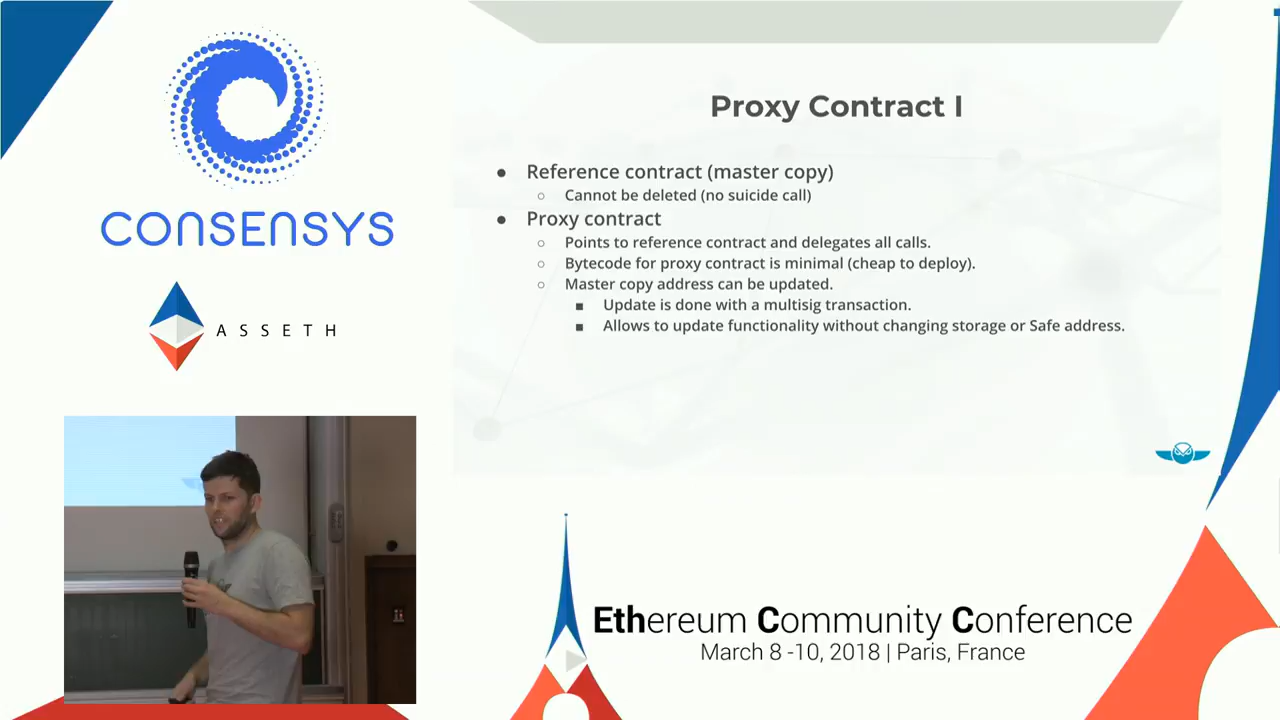 CONSENSYS
ASSETH
Proxy Contract I
● Reference contract (master copy)
○ Cannot be deleted (no suicide call)
● Proxy contract
○ Points to reference contract and delegates all calls.
○ Bytecode for proxy contract is minimal (cheap to deploy).
○ Master copy address can be updated.
■ Update is done with a multisig transaction.
■ Allows to update functionality without changing storage or Safe address.
Ethereum Community Conference
March 8 -10, 2018 | Paris, France